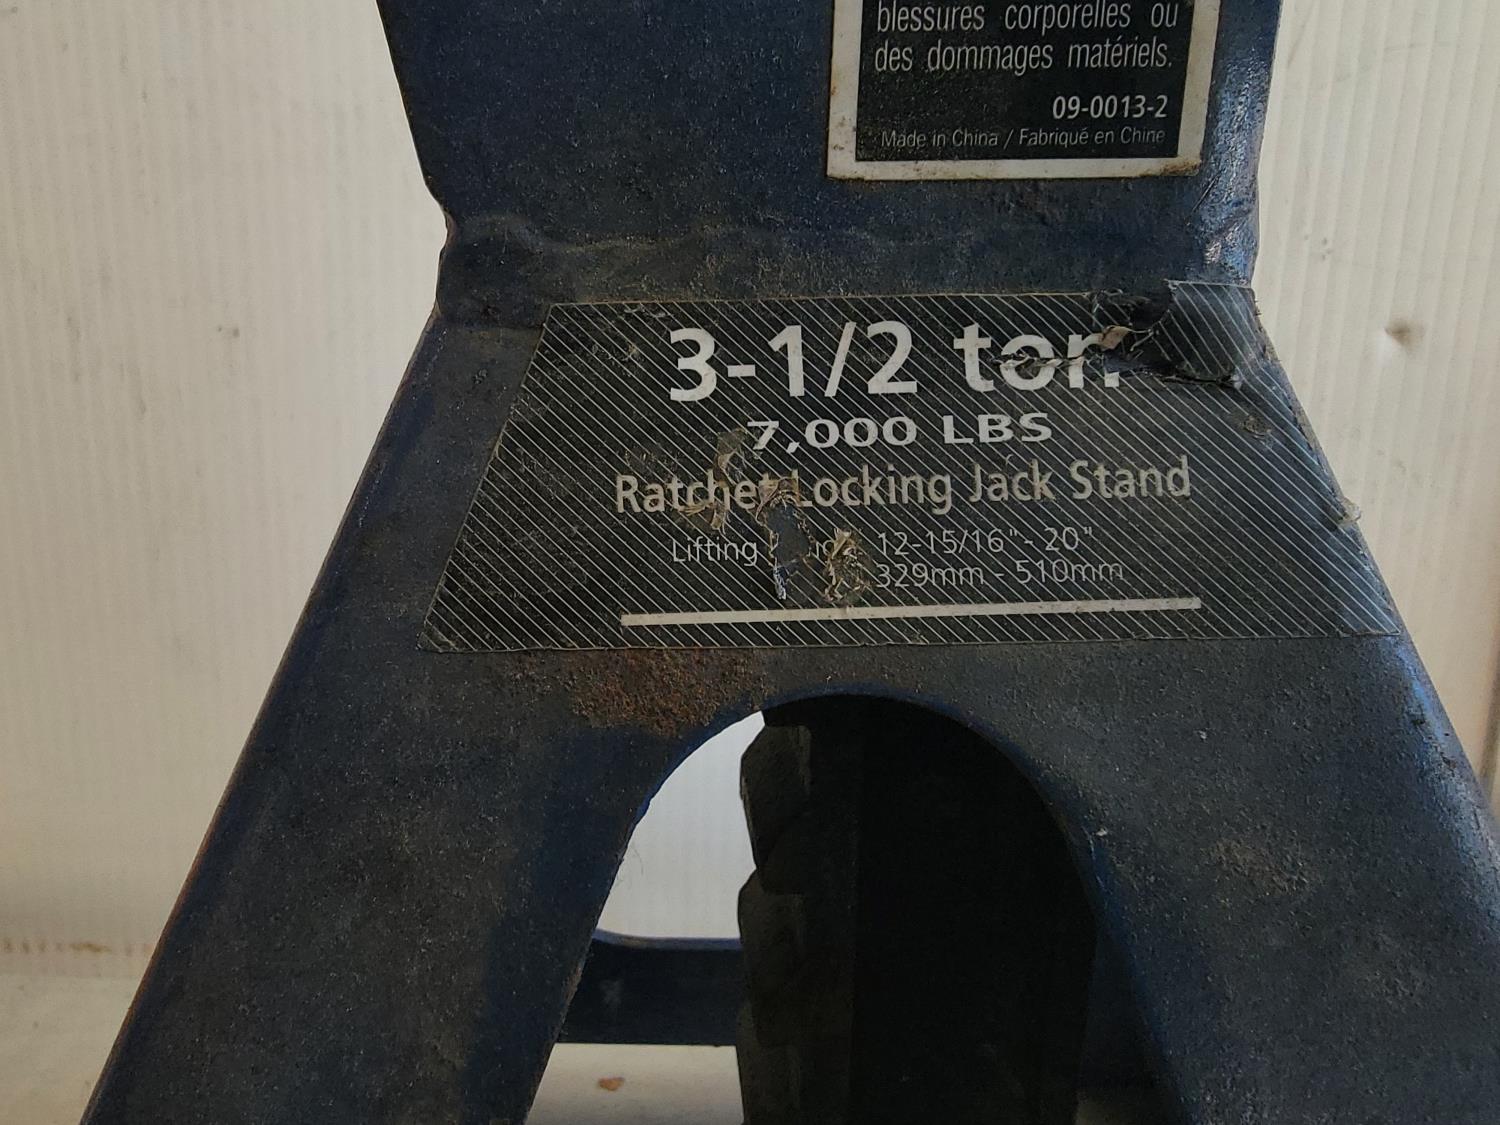 blessures corporelles ou
des dommages matériels.
09-0013-2
Made in China / Fabriqué en Chine
3-1/2 ton
7,000 LBS
Ratchet Locking Jack Stand
Lifting 12-15/16" - 20"
329mm - 510mm